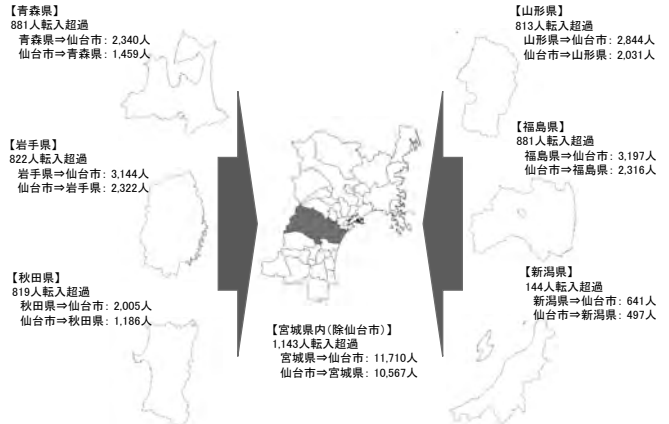 【青森県】
881人転入超過
青森県⇒仙台市: 2,340人
仙台市⇒青森県: 1,459人
【岩手県】
822人転入超過
岩手県⇒仙台市: 3,144人
仙台市⇒岩手県: 2,322人
【秋田県】
819人転入超過
秋田県⇒仙台市: 2,005人
仙台市⇒秋田県: 1,186人
【宮城県内(除仙台市)】
1,143人転入超過
宮城県⇒仙台市: 11,710人
仙台市⇒宮城県: 10,567人
【山形県】
813人転入超過
山形県⇒仙台市: 2,844人
仙台市⇒山形県: 2,031人
【福島県】
881人転入超過
福島県⇒仙台市: 3,197人
仙台市⇒福島県: 2,316人
【新潟県】
144人転入超過
新潟県⇒仙台市: 641人
仙台市⇒新潟県: 497人